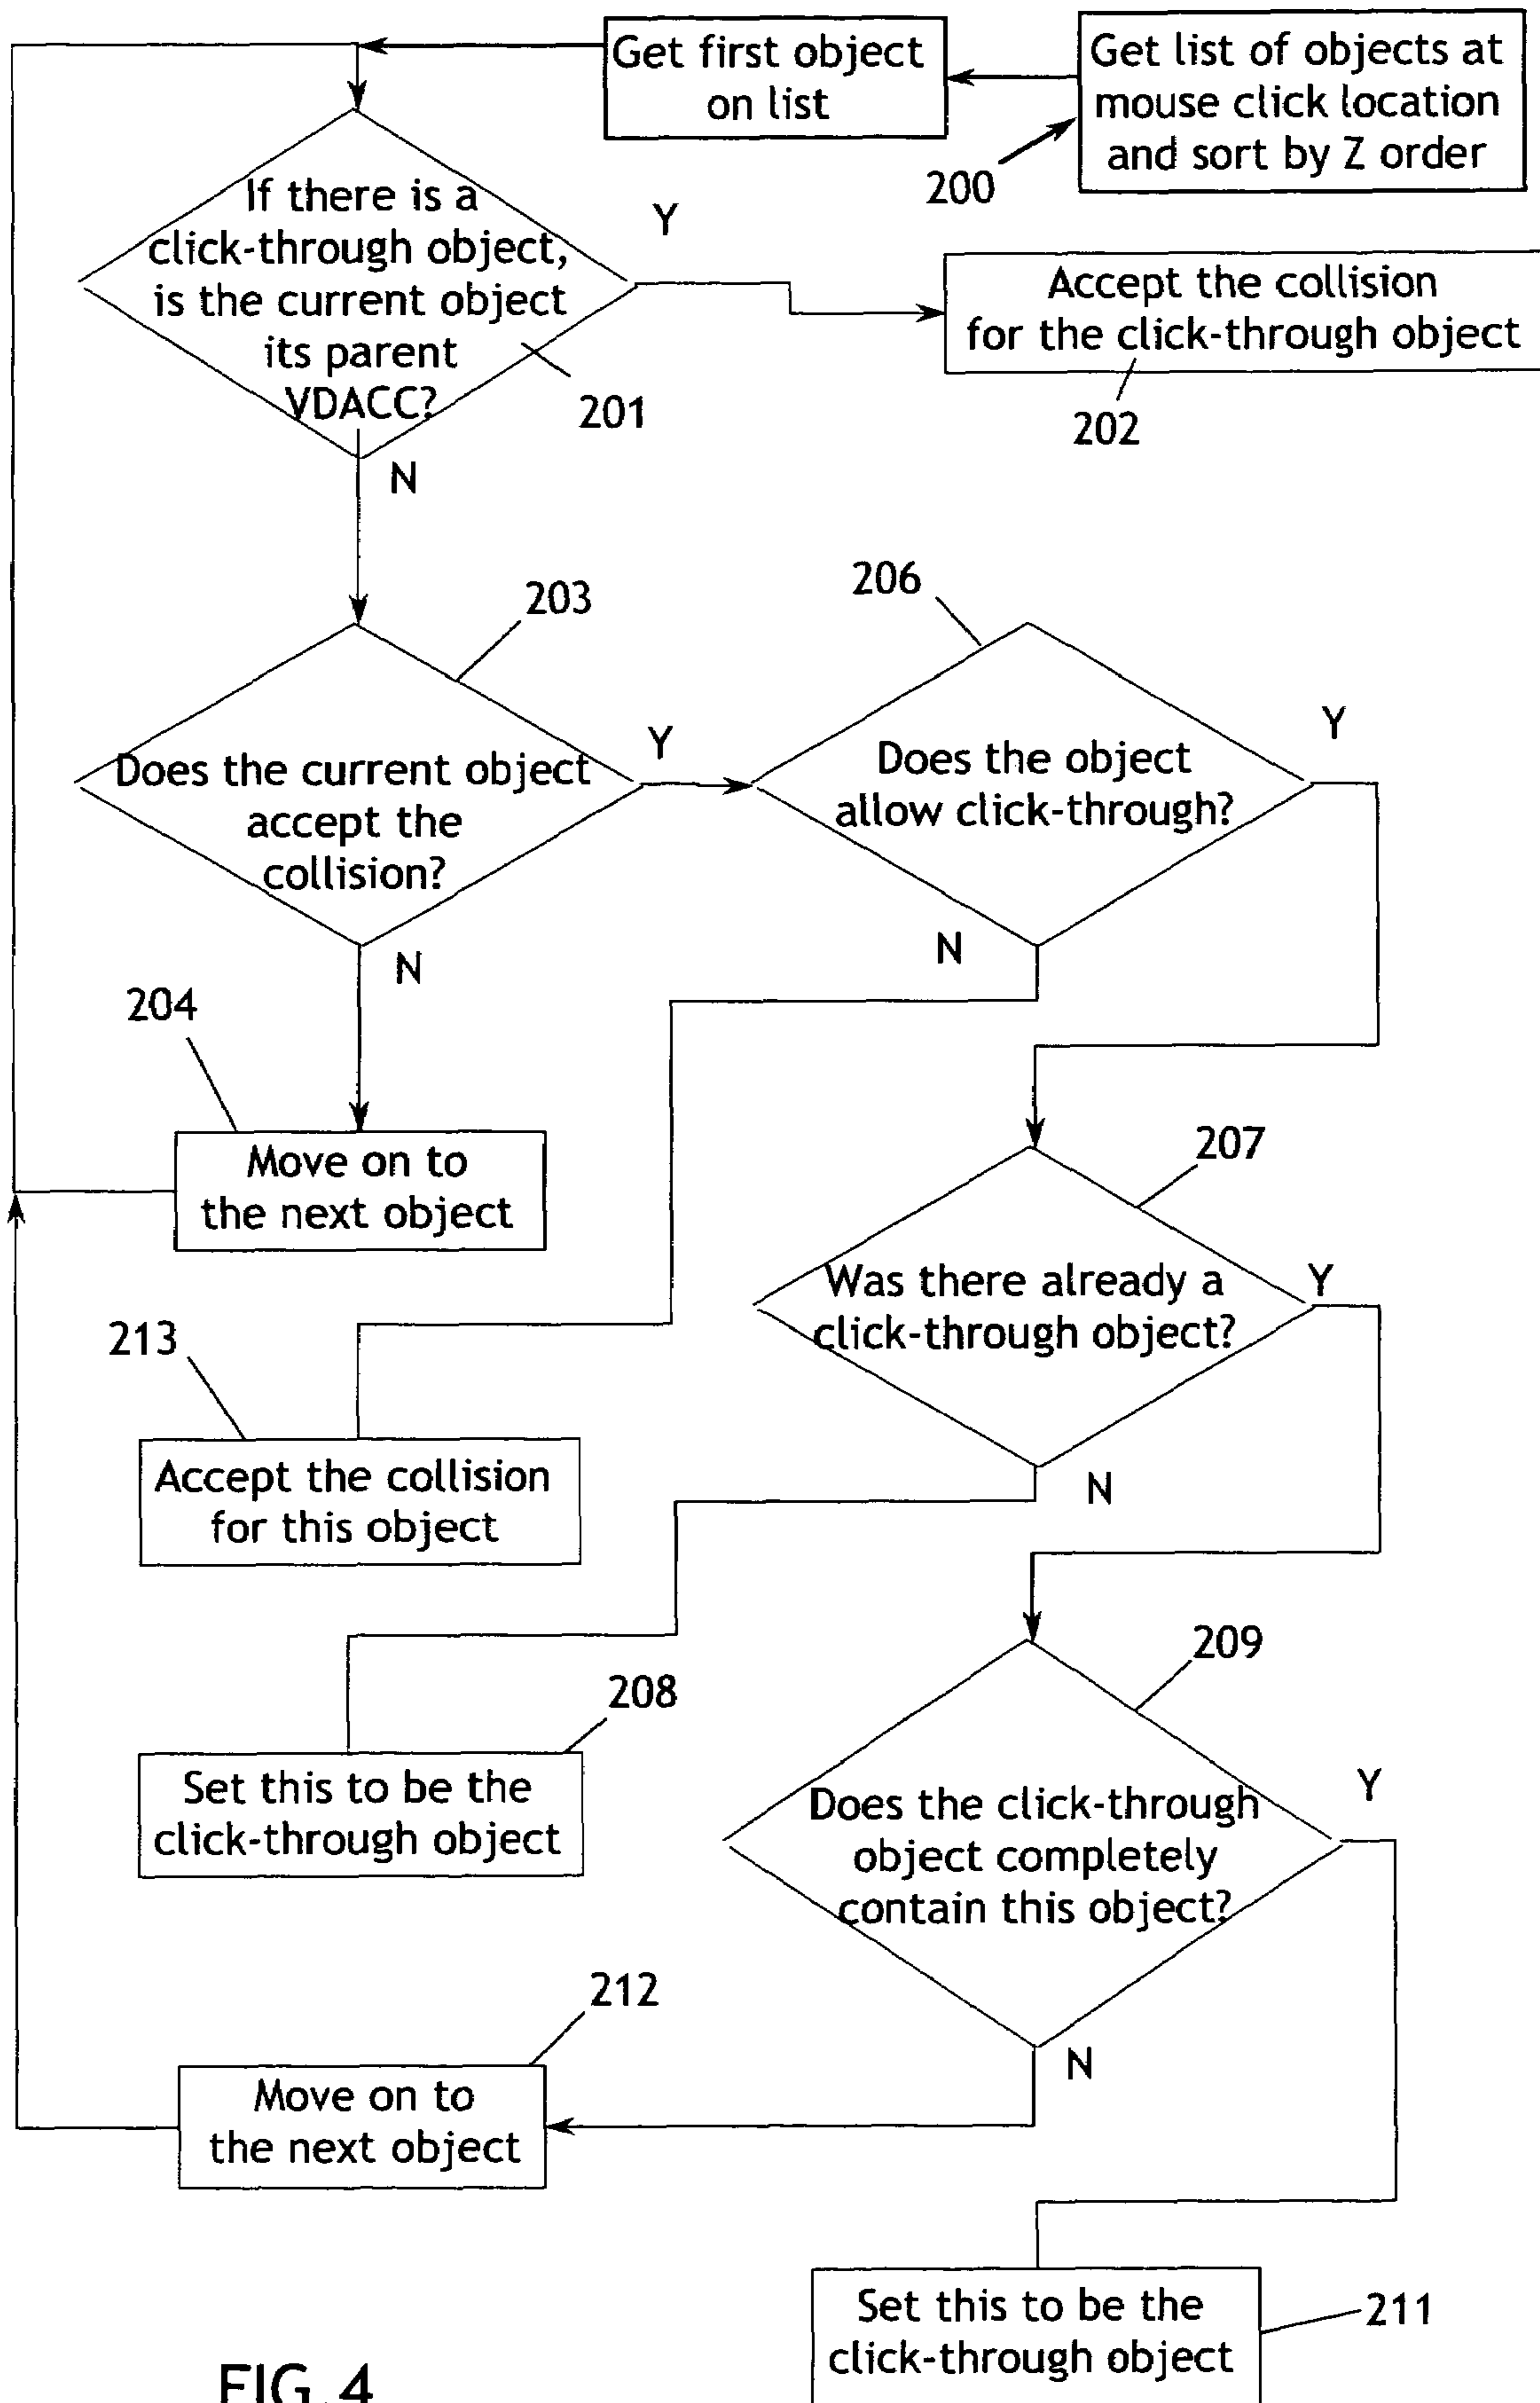 Get first object
on list
Get list of objects at
mouse click location
and sort by Z order
200
If there is a
click-through object,
is the current object
its parent
VDACC?
201
Y
N
Accept the collision
for the click-through object
202
203
Does the current object
accept the
collision?
Y
N
206
Does the object
allow click-through?
Y
N
204
Move on to
the next object
207
Was there already a
click-through object?
Y
N
213
Accept the collision
for this object
208
Set this to be the
click-through object
209
Does the click-through
object completely
contain this object?
Y
N
212
Move on to
the next object
Set this to be the
click-through object
211
FIG.4